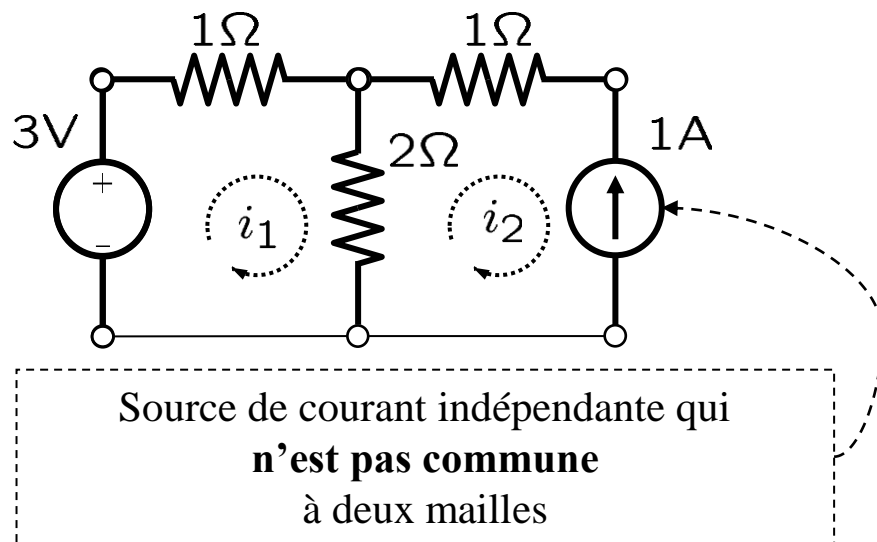 1Ω 1Ω
3V 2Ω 1A
+
i1 i2
–
Source de courant indépendante qui
n’est pas commune
à deux mailles